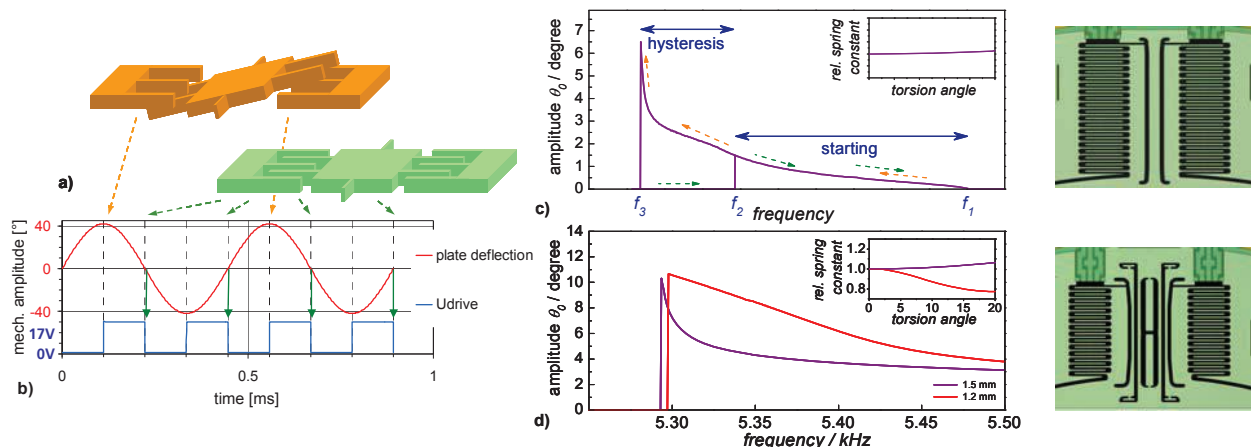 a)
mech. amplitude [°]
40
0
-40
17V
0V
plate deflection
Udrive
b)
0
0.5
1
time [ms]
amplitude θ0 / degree
7
6
5
4
3
2
1
0
hysteresis
starting
rel. spring
constant
torsion angle
f3
f2
f1
c)
frequency
amplitude θ0 / degree
14
12
10
8
6
4
2
0
rel. spring
constant
1.2
1.0
0.8
0
5
10
15
20
torsion angle
1.5 mm
1.2 mm
d)
5.30
5.35
5.40
5.45
5.50
frequency / kHz